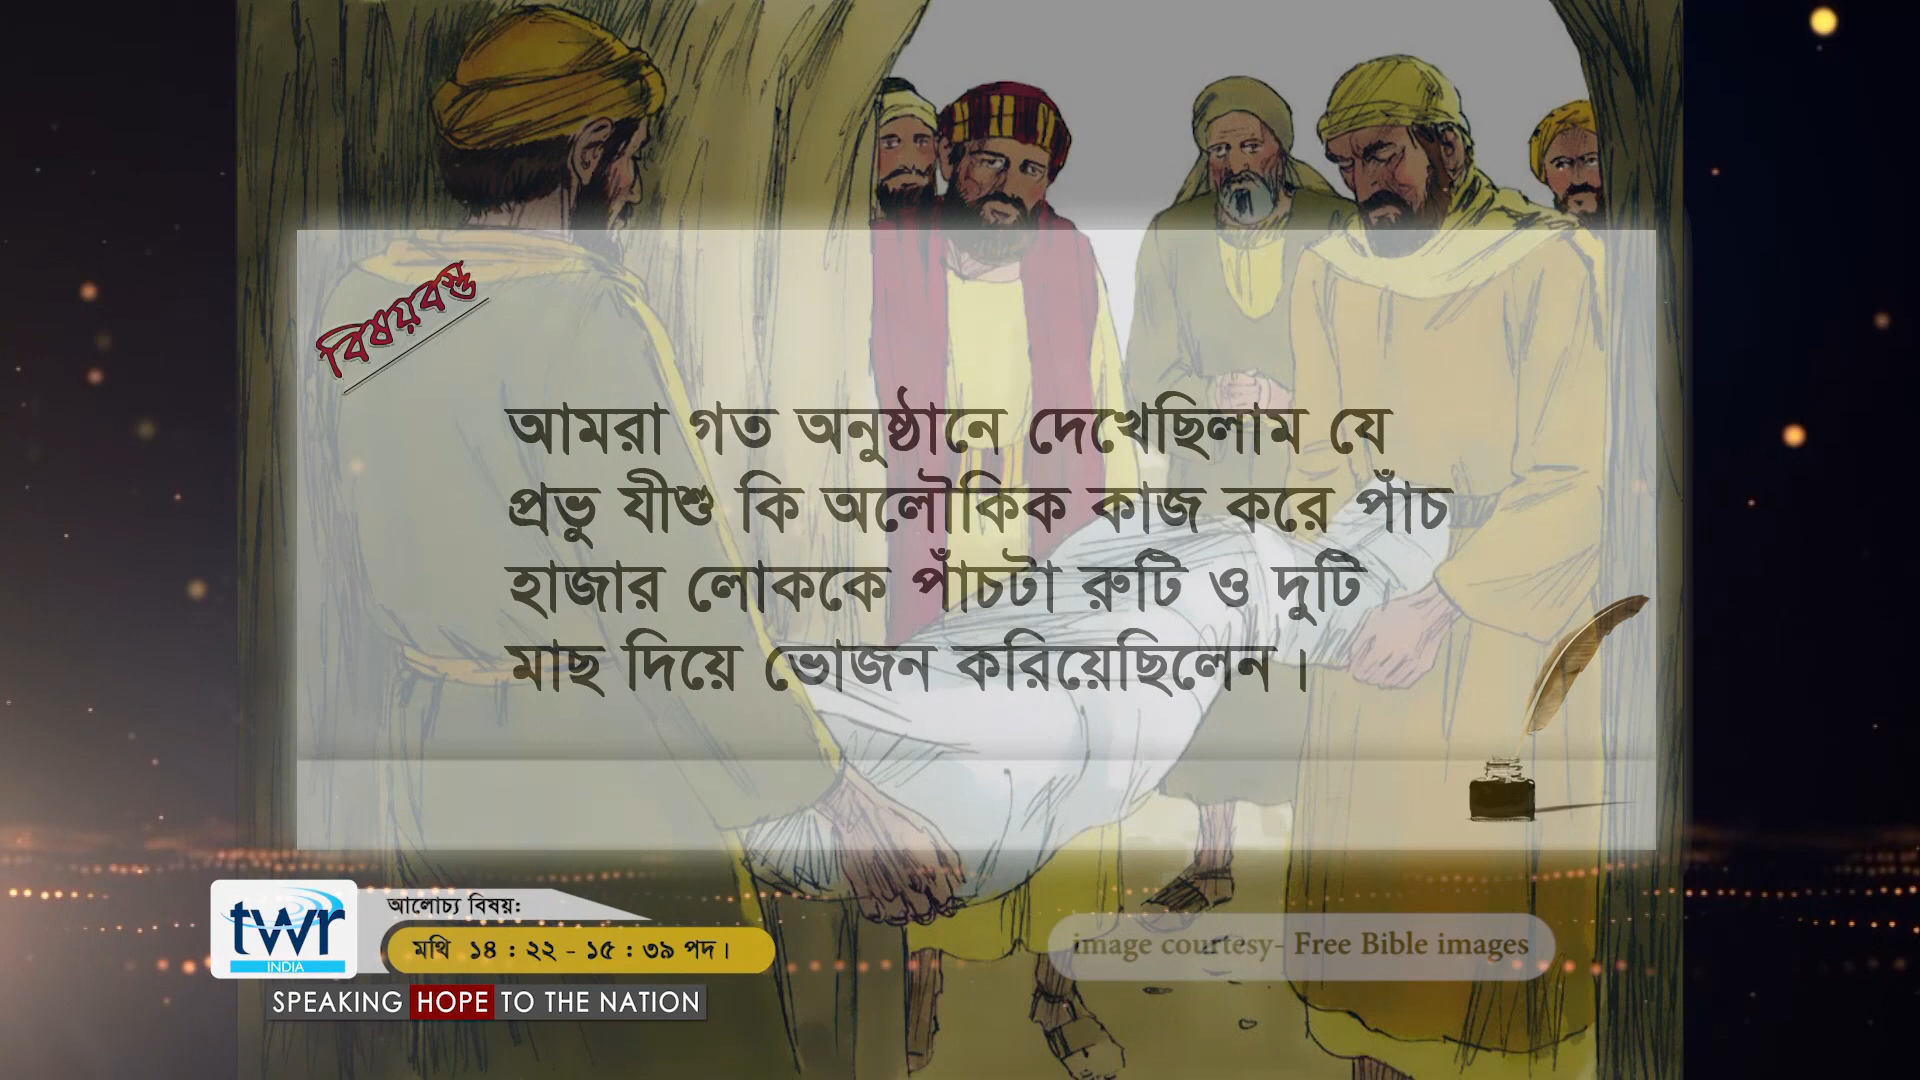 বিষয়বস্তু
আমরা গত অনুষ্ঠানে দেখেছিলাম যে
প্রভু যীশু কি অলৌকিক কাজ করে পাঁচ
হাজার লোককে পাঁচটা রুটি ও দুটি
মাছ দিয়ে ভোজন করিয়েছিলেন।
twr
INDIA
আলোচ্য বিষয়:
মথি ১৪ : ২২ - ১৫ : ৩৯ পদ।
SPEAKING HOPE TO THE NATION
image courtesy- Free Bible images